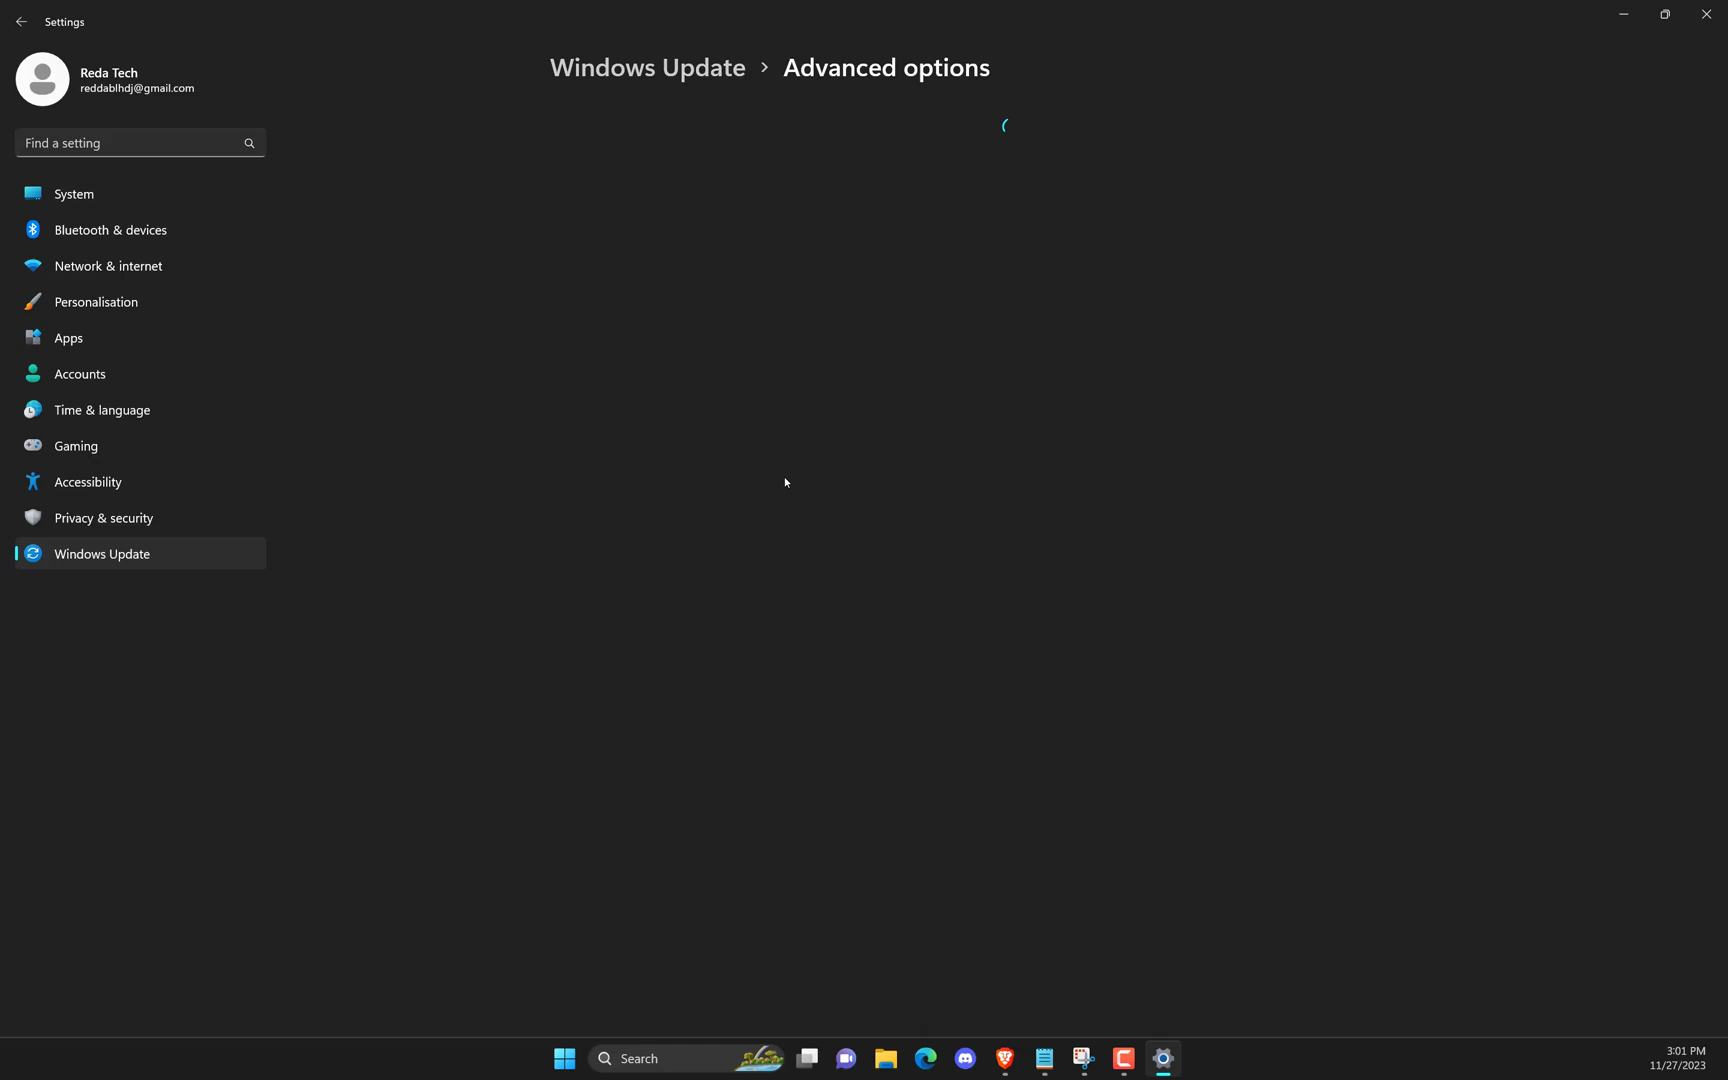 Settings
Reda Tech
reddablhdj@gmail.com
Windows Update > Advanced options
Find a setting
System
Bluetooth & devices
Network & internet
Personalisation
Apps
Accounts
Time & language
Gaming
Accessibility
Privacy & security
Windows Update
Search
3:01 PM
11/27/2023